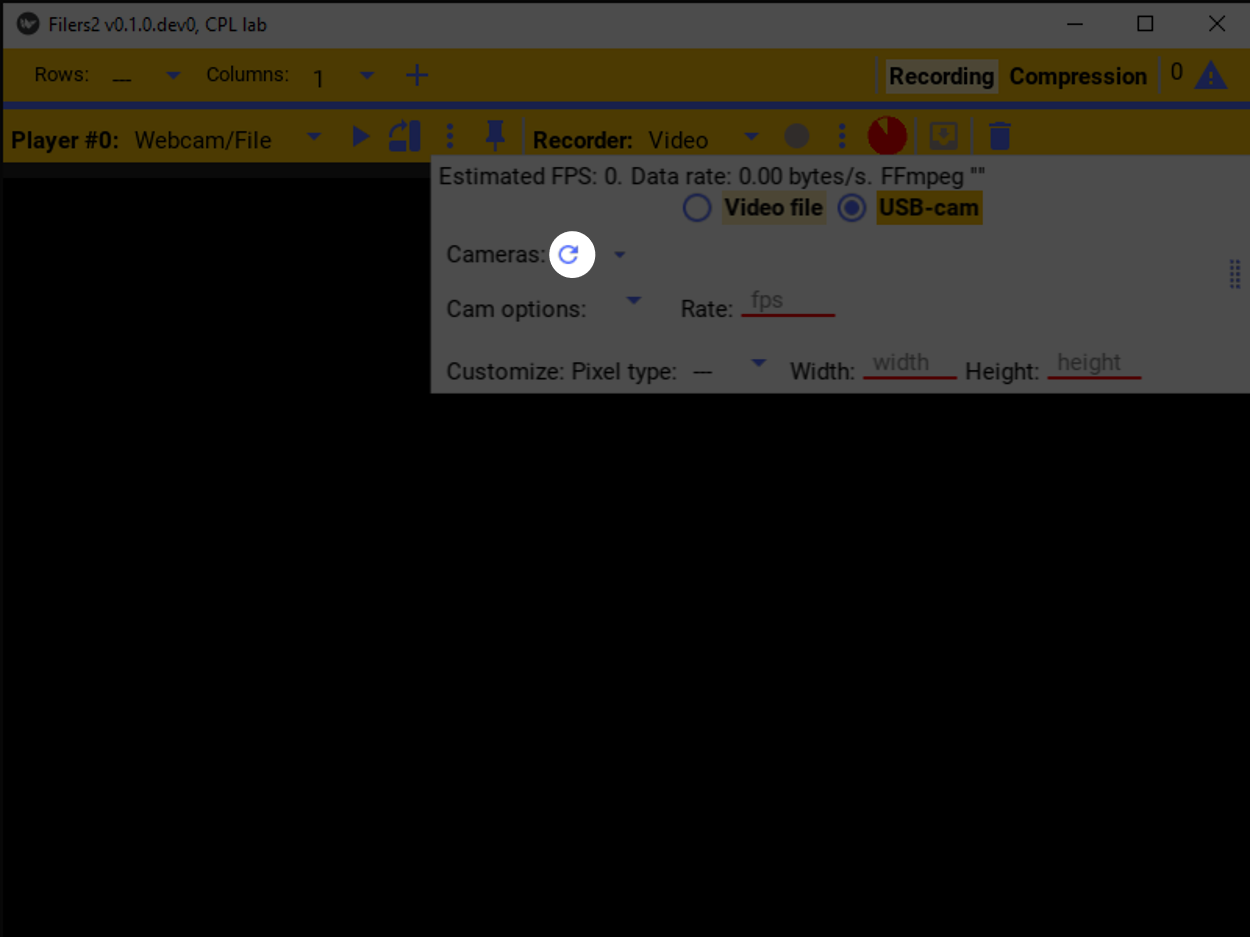 Filers2 v0.1.0.dev0, CPL lab
Rows: --- Columns: 1 Recording Compression 0
Player #0: Webcam/File Recorder: Video
Estimated FPS: 0. Data rate: 0.00 bytes/s. FFmpeg ""
Video file USB-cam
Cameras:
Cam options: Rate: fps
Customize: Pixel type: --- Width: width Height: height